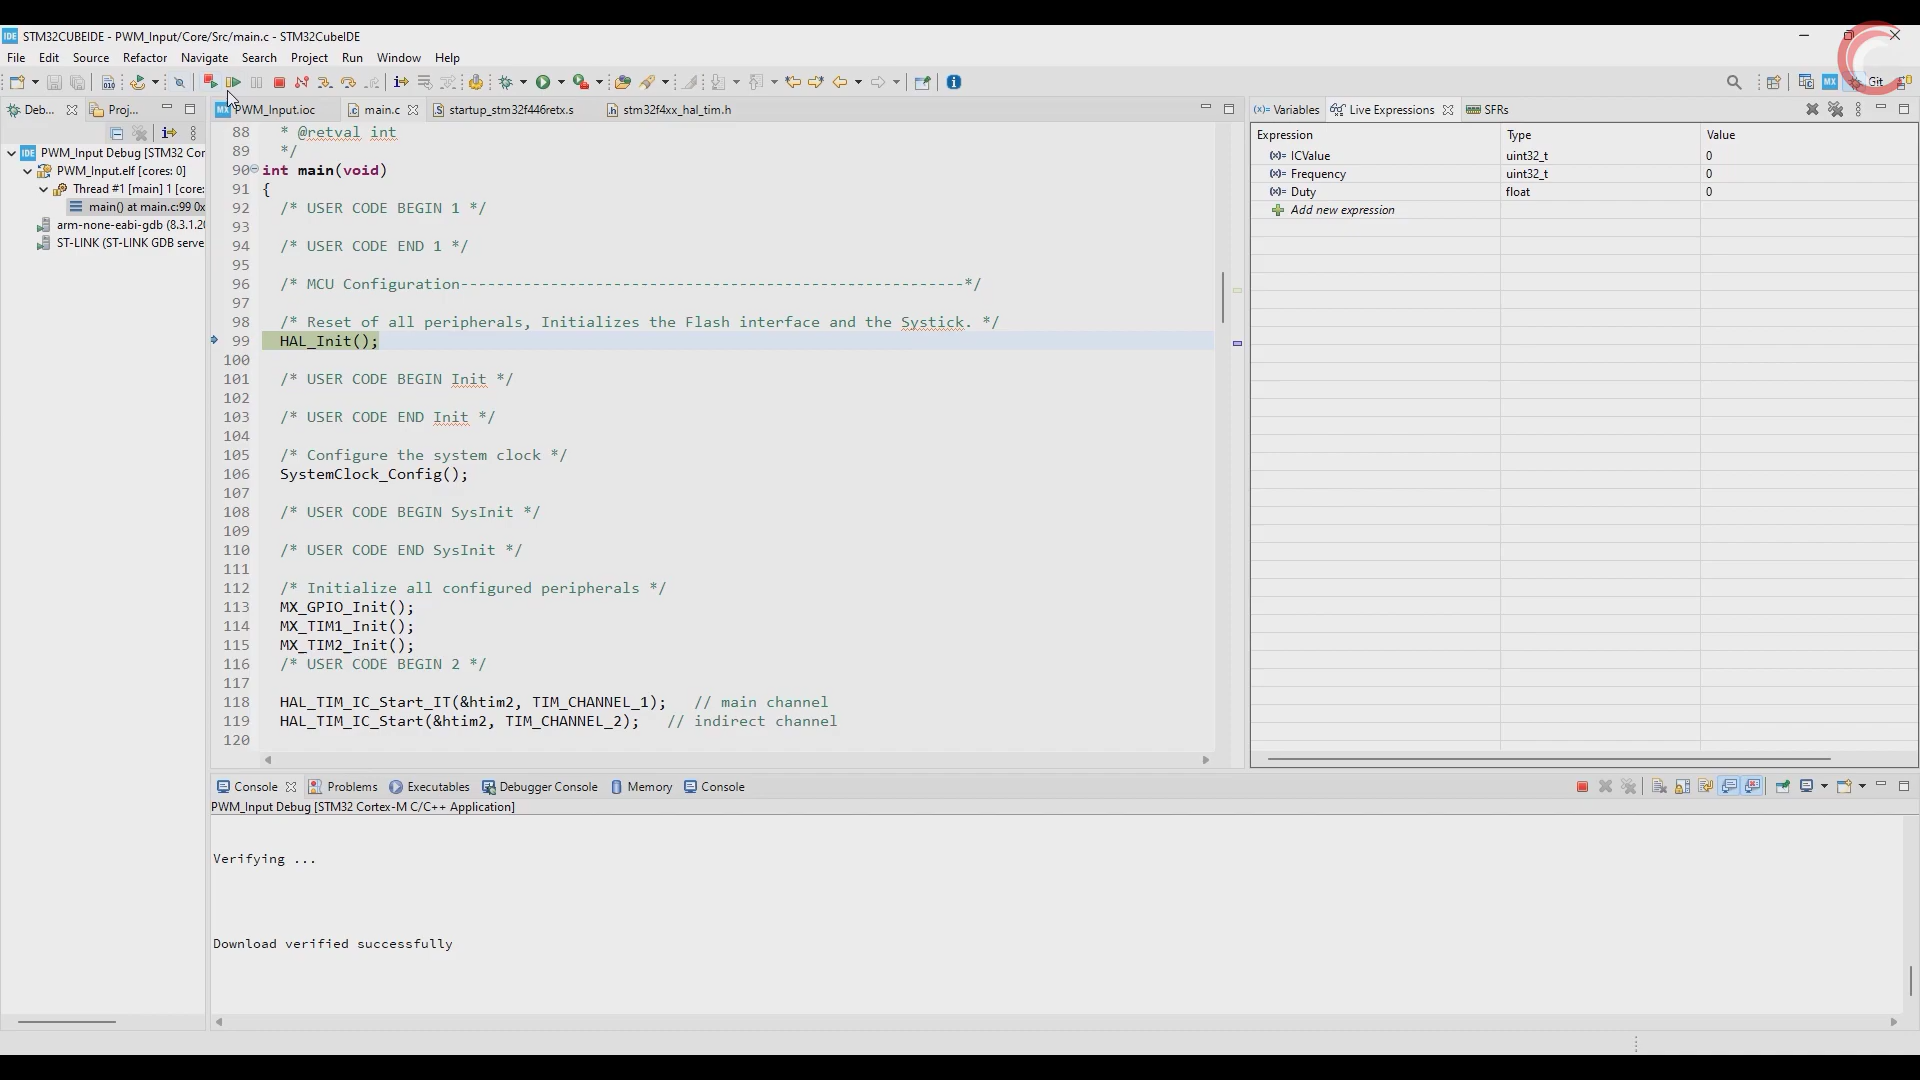 IDE STM32CUBEIDE - PWM_Input/Core/Src/main.c - STM32CubeIDE
File Edit Source Refactor Navigate Search Project Run Window Help
MX Git
Deb... Proj...
PWM_Input Debug [STM32 Cor
PWM_Input.elf [cores: 0]
Thread #1 [main] 1 [core:
main() at main.c:99 0x
arm-none-eabi-gdb (8.3.1.20
ST-LINK (ST-LINK GDB serve
MX PWM_Input.ioc main.c startup_stm32f446retx.s stm32f4xx_hal_tim.h
88 * @retval int
89 */
90 int main(void)
91 {
92 /* USER CODE BEGIN 1 */
93
94 /* USER CODE END 1 */
95
96 /* MCU Configuration--------------------------------------------------------*/
97
98 /* Reset of all peripherals, Initializes the Flash interface and the Systick. */
99 HAL_Init();
100
101 /* USER CODE BEGIN Init */
102
103 /* USER CODE END Init */
104
105 /* Configure the system clock */
106 SystemClock_Config();
107
108 /* USER CODE BEGIN SysInit */
109
110 /* USER CODE END SysInit */
111
112 /* Initialize all configured peripherals */
113 MX_GPIO_Init();
114 MX_TIM1_Init();
115 MX_TIM2_Init();
116 /* USER CODE BEGIN 2 */
117
118 HAL_TIM_IC_Start_IT(&htim2, TIM_CHANNEL_1); // main channel
119 HAL_TIM_IC_Start(&htim2, TIM_CHANNEL_2); // indirect channel
120
(x)= Variables Live Expressions SFRs
Expression Type Value
(x)= ICValue uint32_t 0
(x)= Frequency uint32_t 0
(x)= Duty float 0
Add new expression
Console Problems Executables Debugger Console Memory Console
PWM_Input Debug [STM32 Cortex-M C/C++ Application]
Verifying ...
Download verified successfully